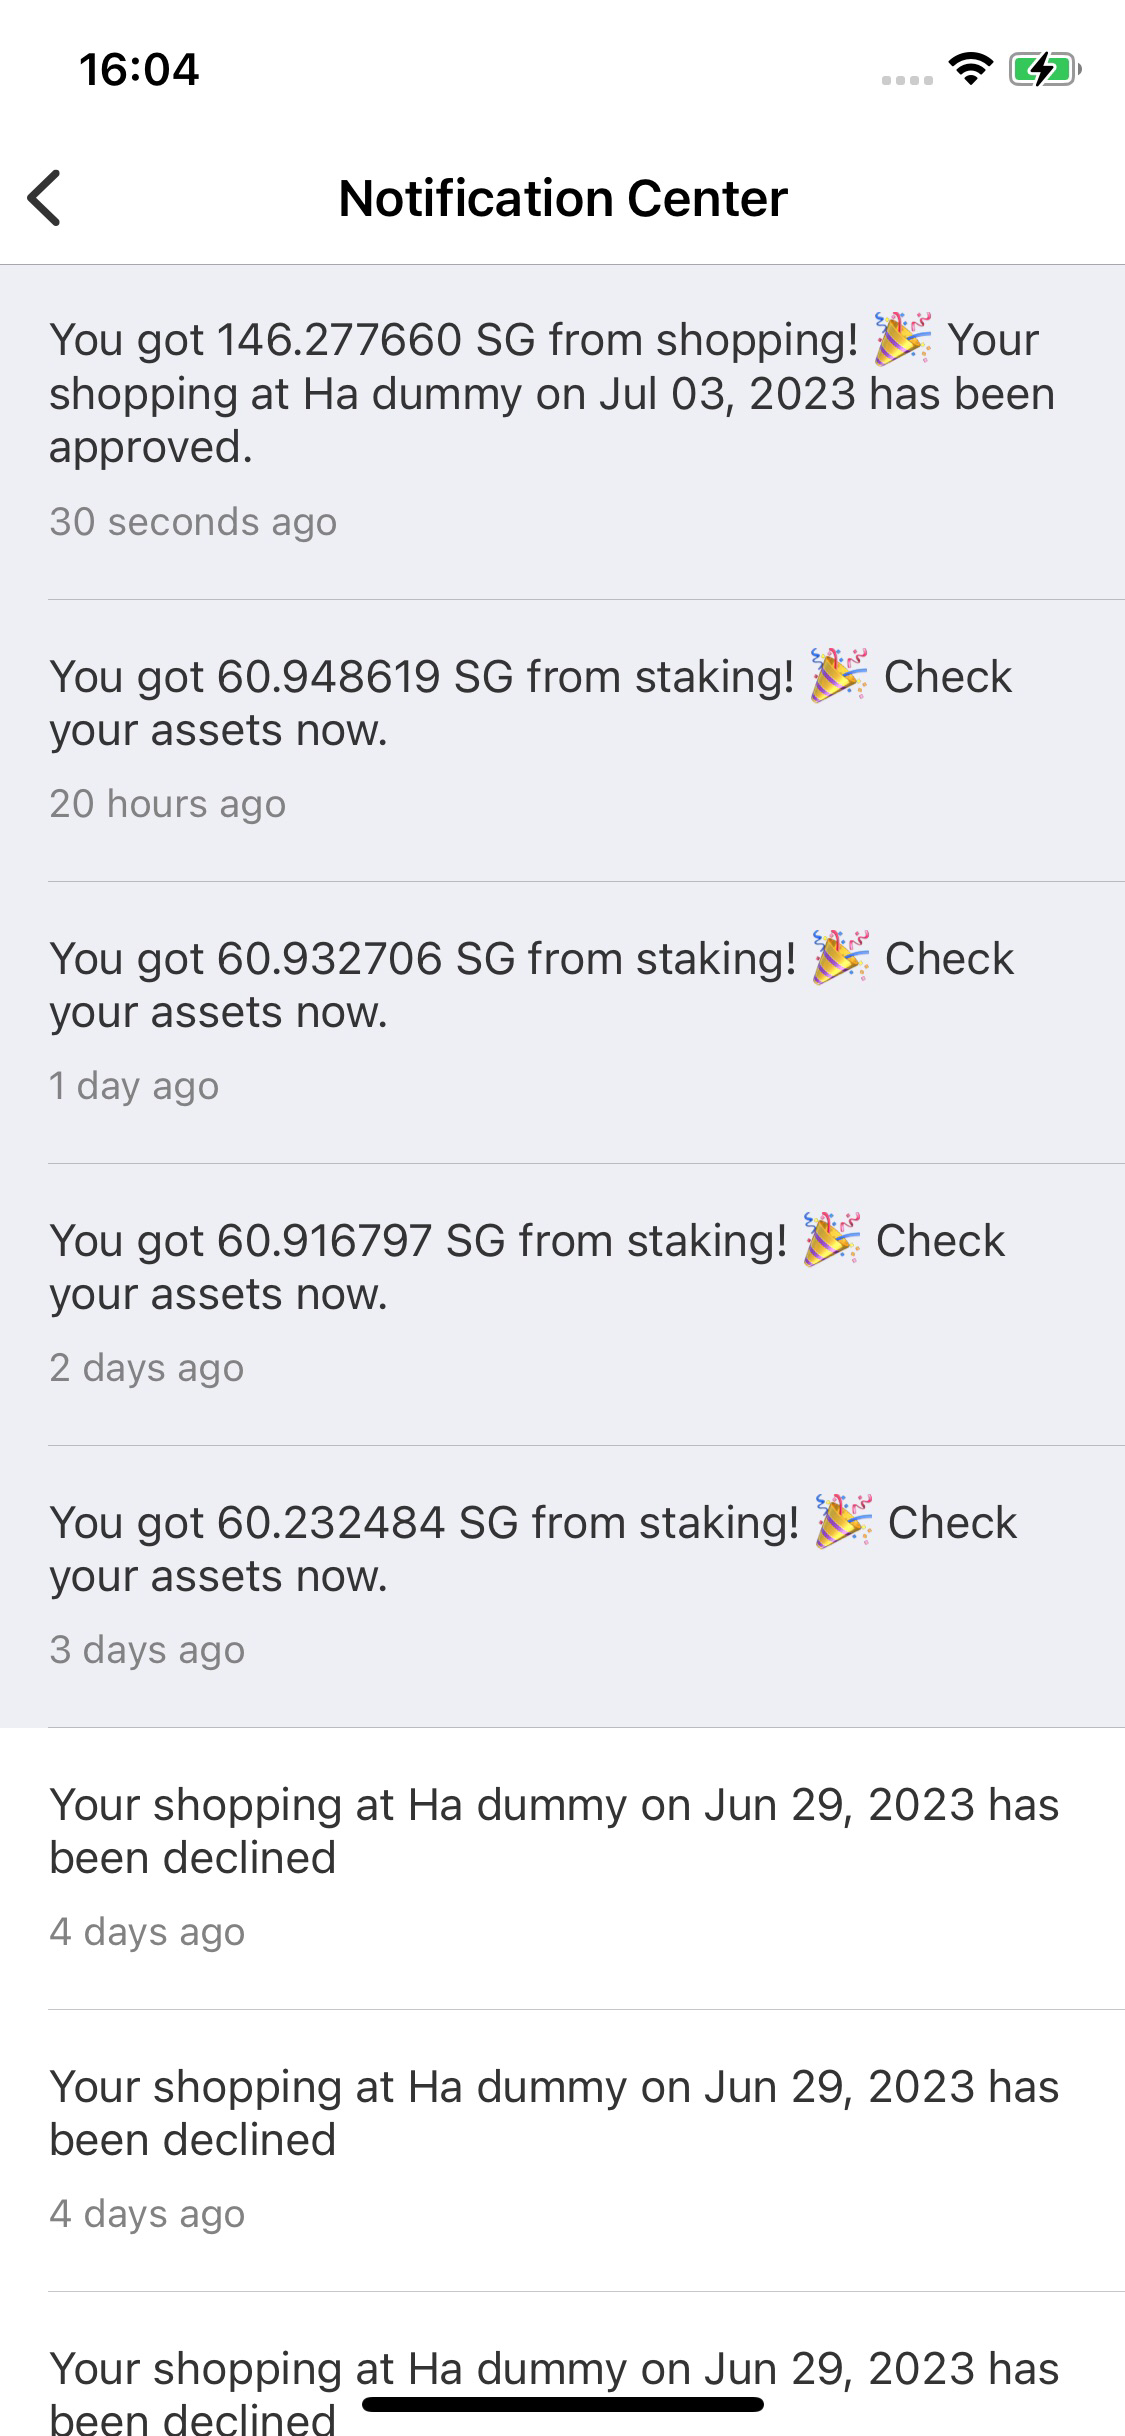 16:04
Notification Center
You got 146.277660 SG from shopping! 🎉 Your
shopping at Ha dummy on Jul 03, 2023 has been
approved.
30 seconds ago
You got 60.948619 SG from staking! 🎉 Check
your assets now.
20 hours ago
You got 60.932706 SG from staking! 🎉 Check
your assets now.
1 day ago
You got 60.916797 SG from staking! 🎉 Check
your assets now.
2 days ago
You got 60.232484 SG from staking! 🎉 Check
your assets now.
3 days ago
Your shopping at Ha dummy on Jun 29, 2023 has
been declined
4 days ago
Your shopping at Ha dummy on Jun 29, 2023 has
been declined
4 days ago
Your shopping at Ha dummy on Jun 29, 2023 has
been declined